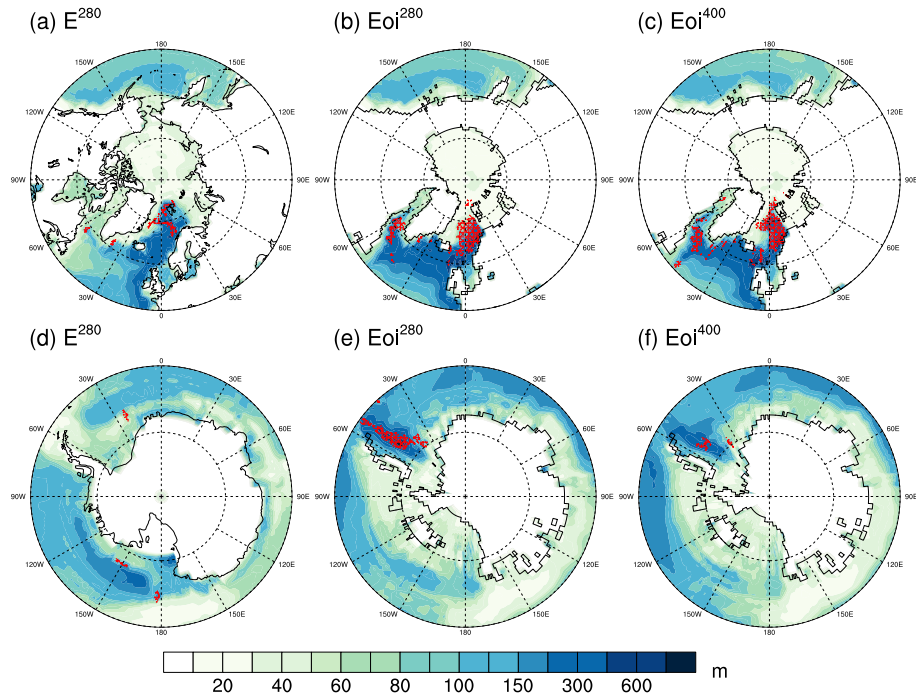 (a) E280 (b) Eoi280 (c) Eoi400
180 180 180
150W 150E 150W 150E 150W 150E
120W 120E 120W 120E 120W 120E
90W 90E 90W 90E 90W 90E
60W 60E 60W 60E 60W 60E
30W 30E 30W 30E 30W 30E
0 0 0
(d) E280 (e) Eoi280 (f) Eoi400
0 0 0
30W 30E 30W 30E 30W 30E
60W 60E 60W 60E 60W 60E
90W 90E 90W 90E 90W 90E
120W 120E 120W 120E 120W 120E
150W 150E 150W 150E 150W 150E
180 180 180
20 40 60 80 100 150 300 600 m